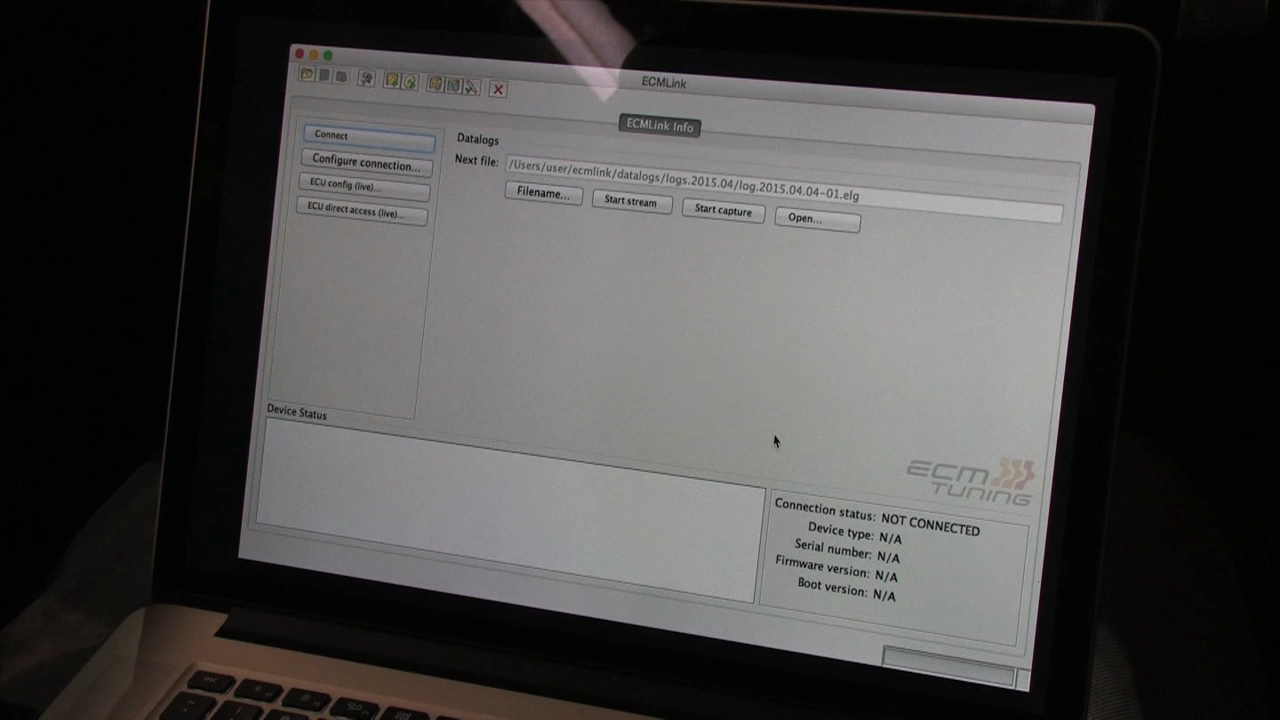 ECMLink
ECMLink Info
Connect
Configure connection...
ECU config (live)...
ECU direct access (live)...
Datalogs
Next file: /Users/user/ecmlink/datalogs/logs.2015.04/log.2015.04.04-01.elg
Filename... Start stream Start capture Open...
Device Status
ECM
TUNING
Connection status: NOT CONNECTED
Device type: N/A
Serial number: N/A
Firmware version: N/A
Boot version: N/A
esc